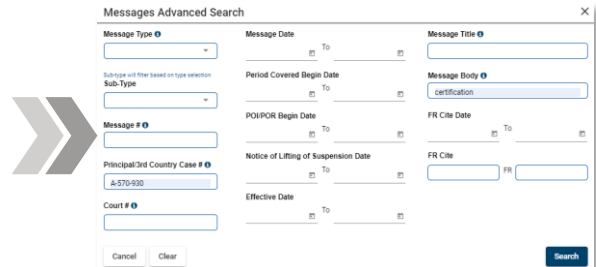 Messages Advanced Search
Message Type
Sub-type will filter based on type selection
Sub-Type
Message #
Principal/3rd Country Case #
A-570-930
Court #
Message Date
To
Period Covered Begin Date
To
POI/POR Begin Date
To
Notice of Lifting of Suspension Date
To
Effective Date
To
Message Title
Message Body
certification
FR Cite Date
To
FR Cite
FR
Cancel Clear
Search